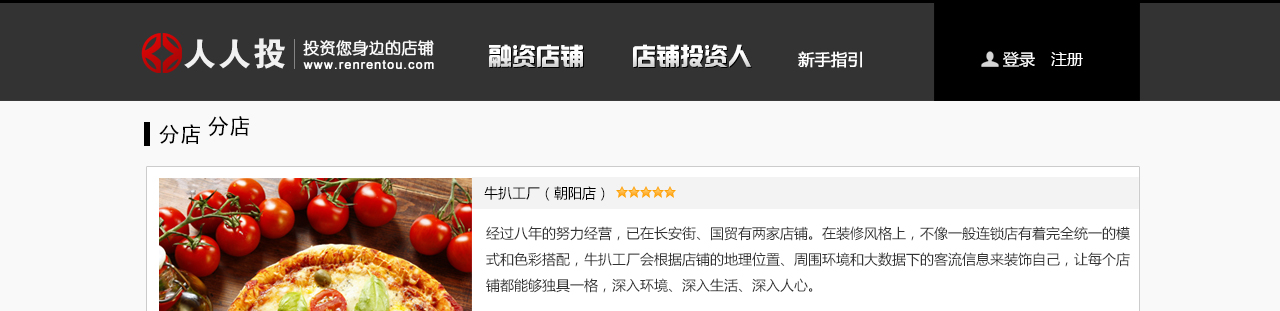 人人投
投资您身边的店铺
www.renrentou.com
融资店铺
店铺投资人
新手指引
登录 注册
分店
分店
牛扒工厂（朝阳店）
经过八年的努力经营，已在长安街、国贸有两家店铺。在装修风格上，不像一般连锁店有着完全统一的模
式和色彩搭配，牛扒工厂会根据店铺的地理位置、周围环境和大数据下的客流信息来装饰自己，让每个店
铺都能够独具一格，深入环境、深入生活、深入人心。